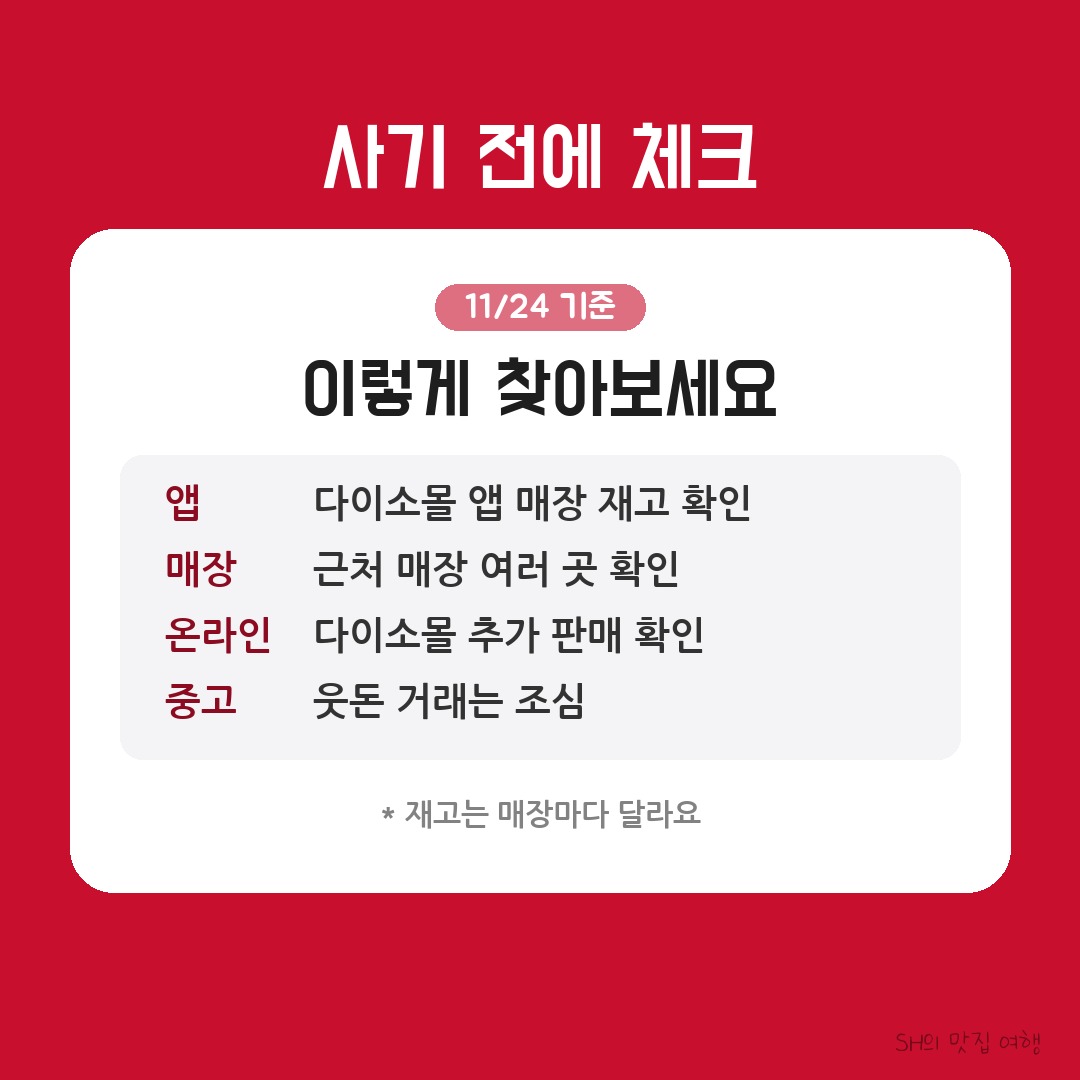 사기 전에 체크
11/24 기준
이렇게 찾아보세요
앱 다이소몰 앱 매장 재고 확인
매장 근처 매장 여러 곳 확인
온라인 다이소몰 추가 판매 확인
중고 웃돈 거래는 조심
* 재고는 매장마다 달라요
SH의 맛집 여행